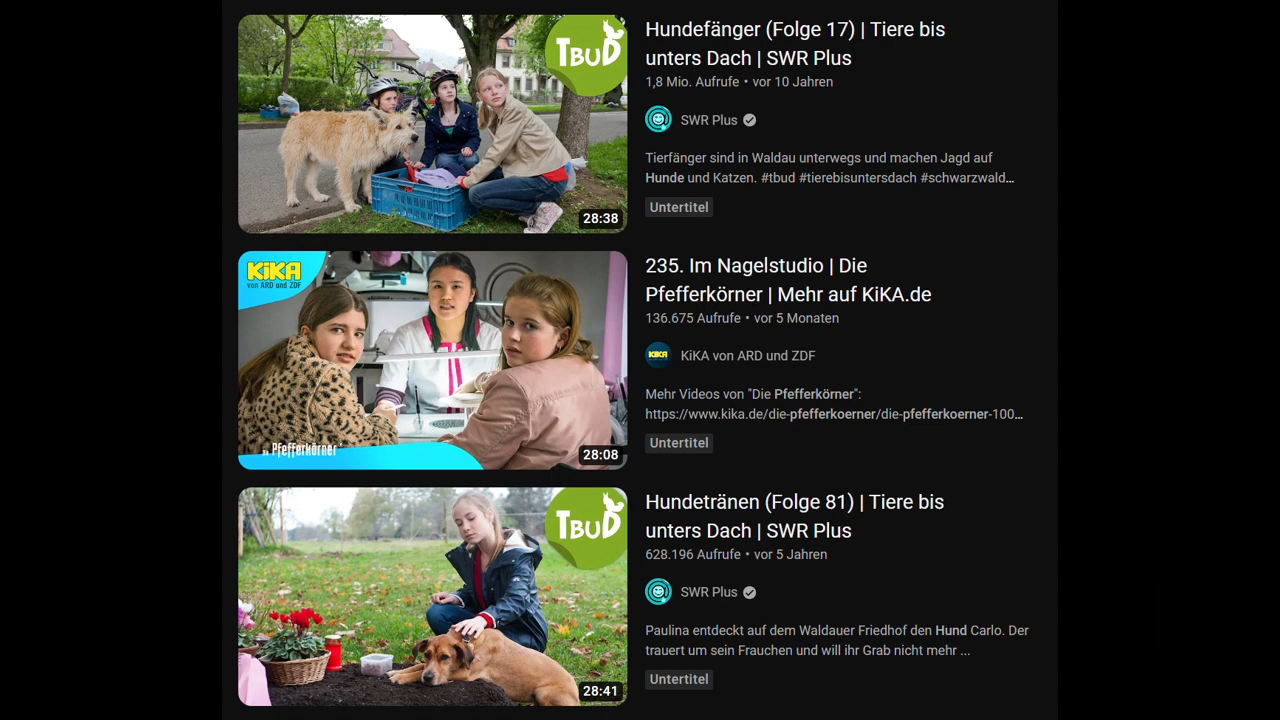 TBUD
28:38
Hundefänger (Folge 17) | Tiere bis
unters Dach | SWR Plus
1,8 Mio. Aufrufe • vor 10 Jahren
SWR Plus
Tierfänger sind in Waldau unterwegs und machen Jagd auf
Hunde und Katzen. #tbud #tierebisuntersdach #schwarzwald...
Untertitel
KiKA
von ARD und ZDF
Die Pfefferkörner
28:08
235. Im Nagelstudio | Die
Pfefferkörner | Mehr auf KiKA.de
136.675 Aufrufe • vor 5 Monaten
KiKA
KiKA von ARD und ZDF
Mehr Videos von "Die Pfefferkörner":
https://www.kika.de/die-pfefferkoerner/die-pfefferkoerner-100...
Untertitel
TBUD
28:41
Hundetränen (Folge 81) | Tiere bis
unters Dach | SWR Plus
628.196 Aufrufe • vor 5 Jahren
SWR Plus
Paulina entdeckt auf dem Waldauer Friedhof den Hund Carlo. Der
trauert um sein Frauchen und will ihr Grab nicht mehr ...
Untertitel